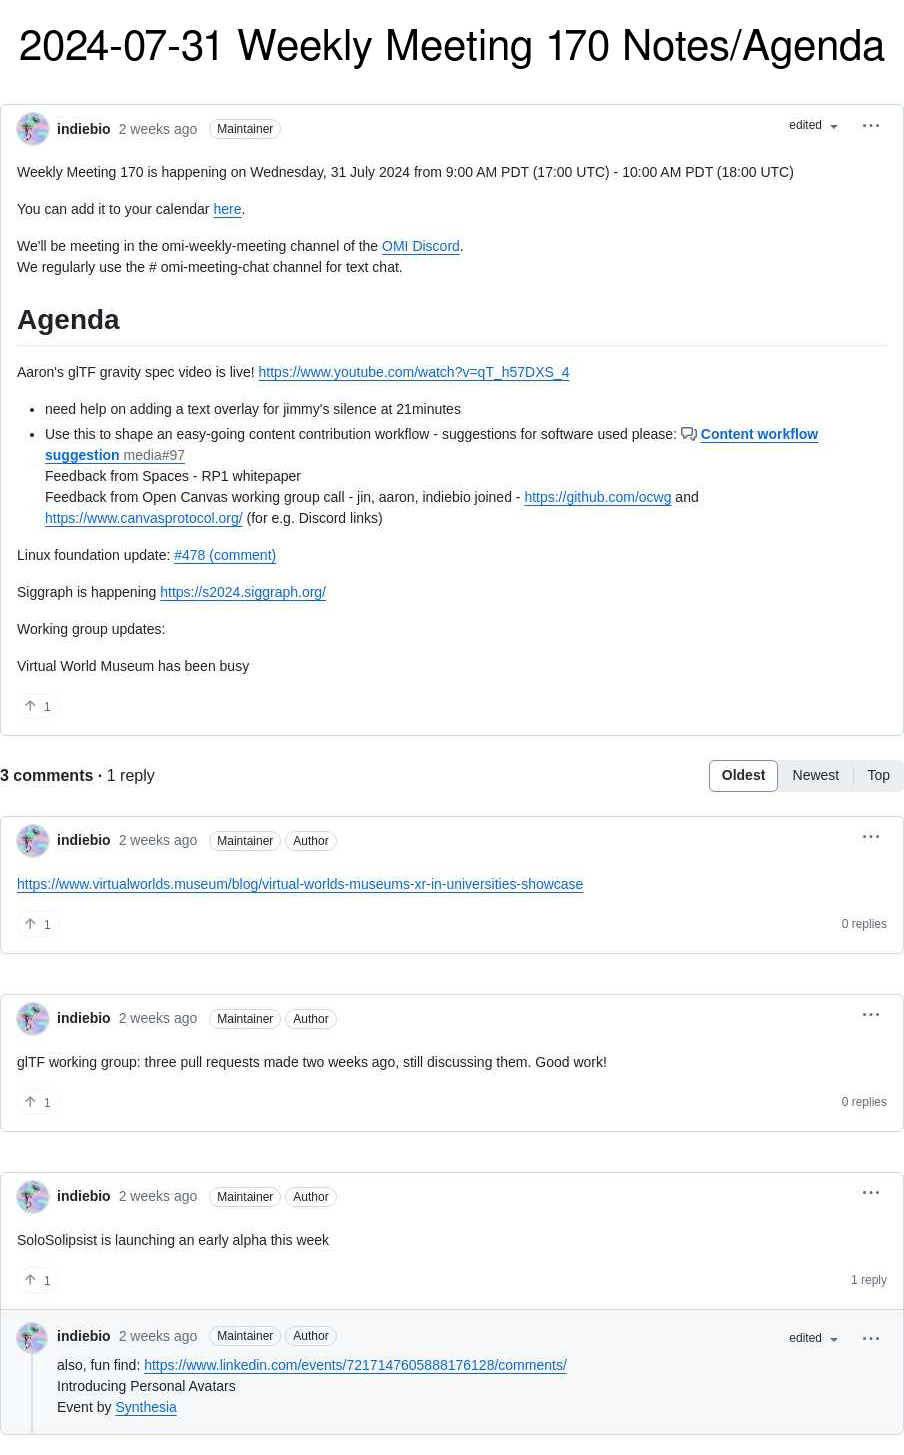 2024-07-31 Weekly Meeting 170 Notes/Agenda
indiebio 2 weeks ago Maintainer edited
Weekly Meeting 170 is happening on Wednesday, 31 July 2024 from 9:00 AM PDT (17:00 UTC) - 10:00 AM PDT (18:00 UTC)
You can add it to your calendar here.
We'll be meeting in the omi-weekly-meeting channel of the OMI Discord.
We regularly use the # omi-meeting-chat channel for text chat.
Agenda
Aaron's glTF gravity spec video is live! https://www.youtube.com/watch?v=qT_h57DXS_4
• need help on adding a text overlay for jimmy's silence at 21minutes
• Use this to shape an easy-going content contribution workflow - suggestions for software used please: Content workflow
suggestion media#97
Feedback from Spaces - RP1 whitepaper
Feedback from Open Canvas working group call - jin, aaron, indiebio joined - https://github.com/ocwg and
https://www.canvasprotocol.org/ (for e.g. Discord links)
Linux foundation update: #478 (comment)
Siggraph is happening https://s2024.siggraph.org/
Working group updates:
Virtual World Museum has been busy
1
3 comments · 1 reply Oldest Newest Top
indiebio 2 weeks ago Maintainer Author
https://www.virtualworlds.museum/blog/virtual-worlds-museums-xr-in-universities-showcase
1 0 replies
indiebio 2 weeks ago Maintainer Author
glTF working group: three pull requests made two weeks ago, still discussing them. Good work!
1 0 replies
indiebio 2 weeks ago Maintainer Author
SoloSolipsist is launching an early alpha this week
1 1 reply
indiebio 2 weeks ago Maintainer Author edited
also, fun find: https://www.linkedin.com/events/7217147605888176128/comments/
Introducing Personal Avatars
Event by Synthesia